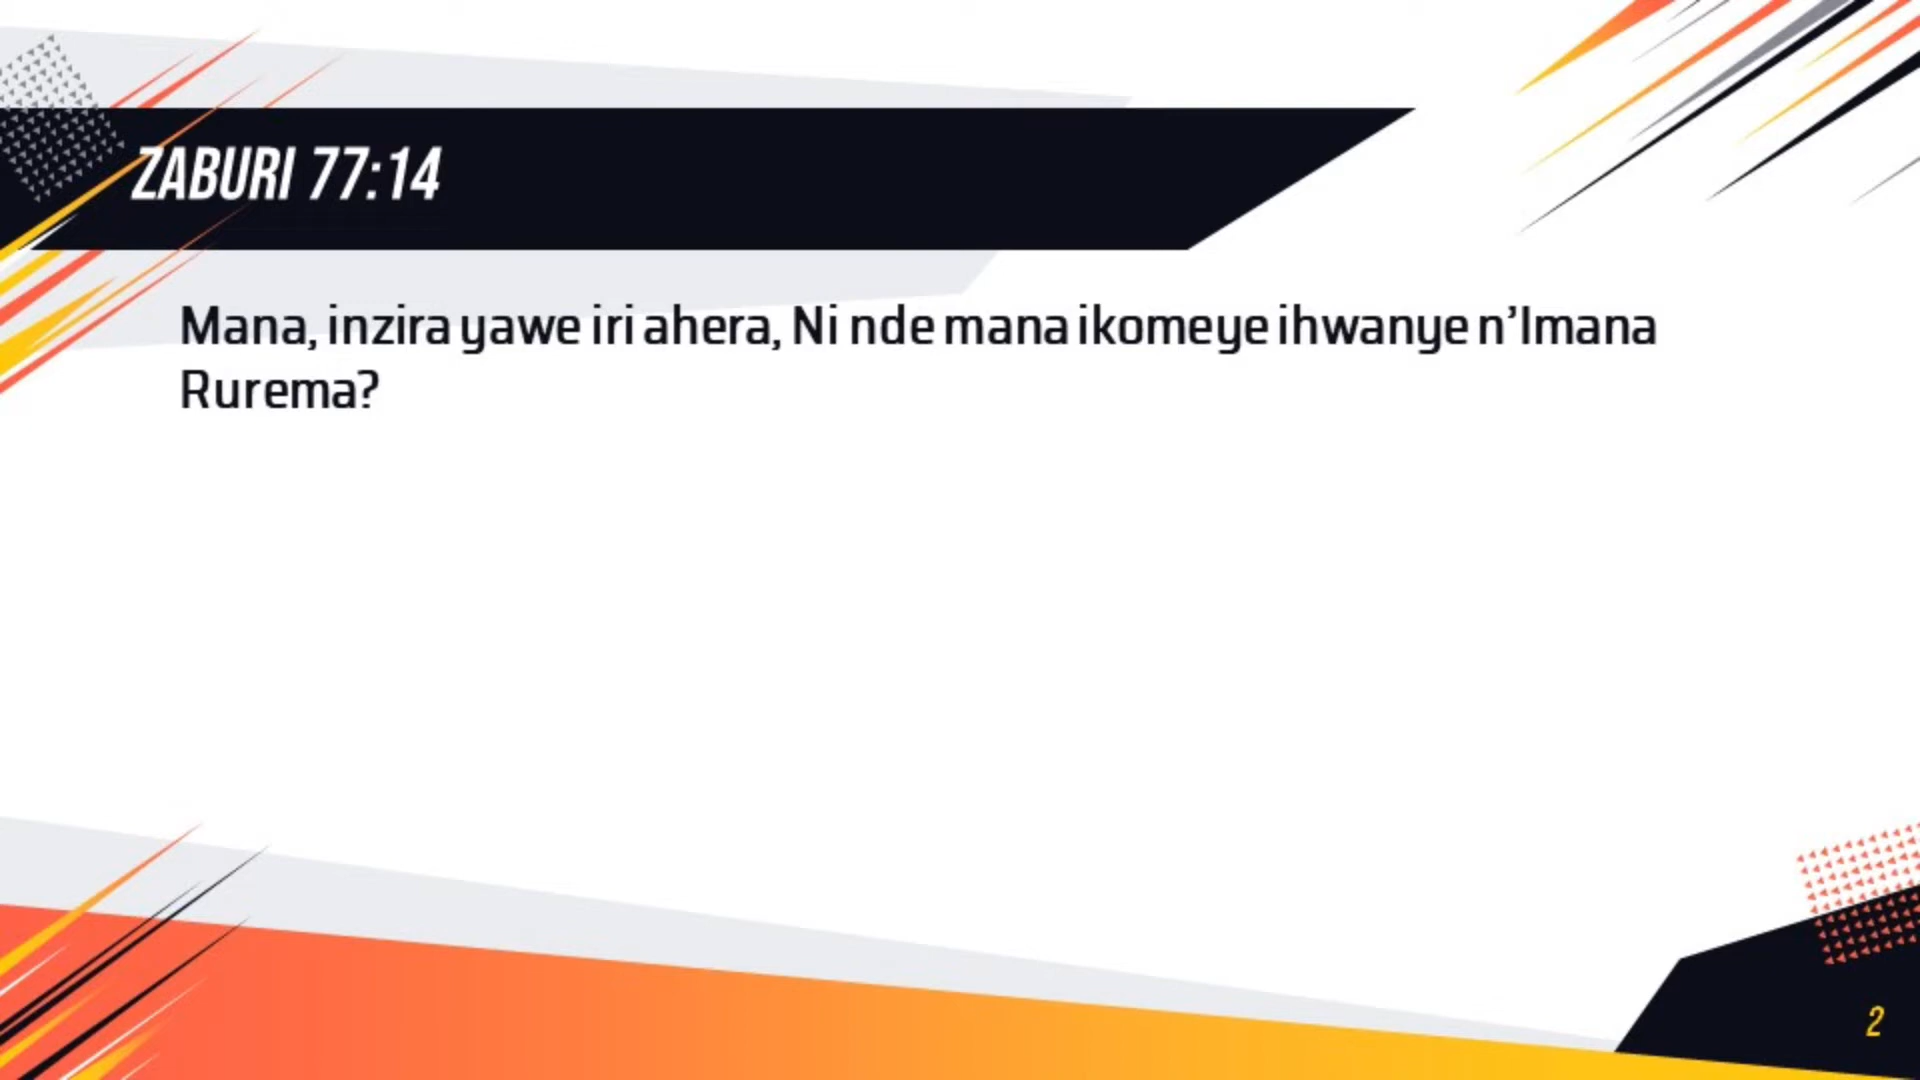 ZABURI 77:14
Mana, inzira yawe iri ahera, Ni nde mana ikomeye ihwanye n’Imana
Rurema?
2